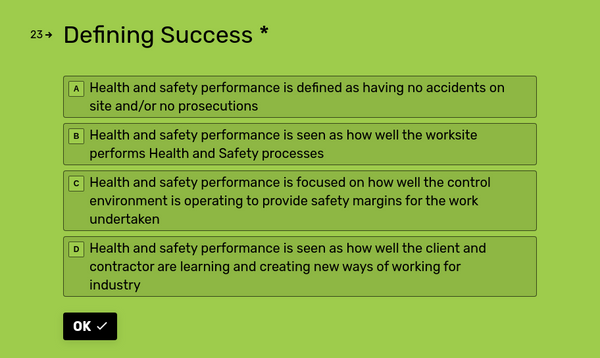 23→ Defining Success *
A Health and safety performance is defined as having no accidents on
site and/or no prosecutions
B Health and safety performance is seen as how well the worksite
performs Health and Safety processes
C Health and safety performance is focused on how well the control
environment is operating to provide safety margins for the work
undertaken
D Health and safety performance is seen as how well the client and
contractor are learning and creating new ways of working for
industry
OK ✓